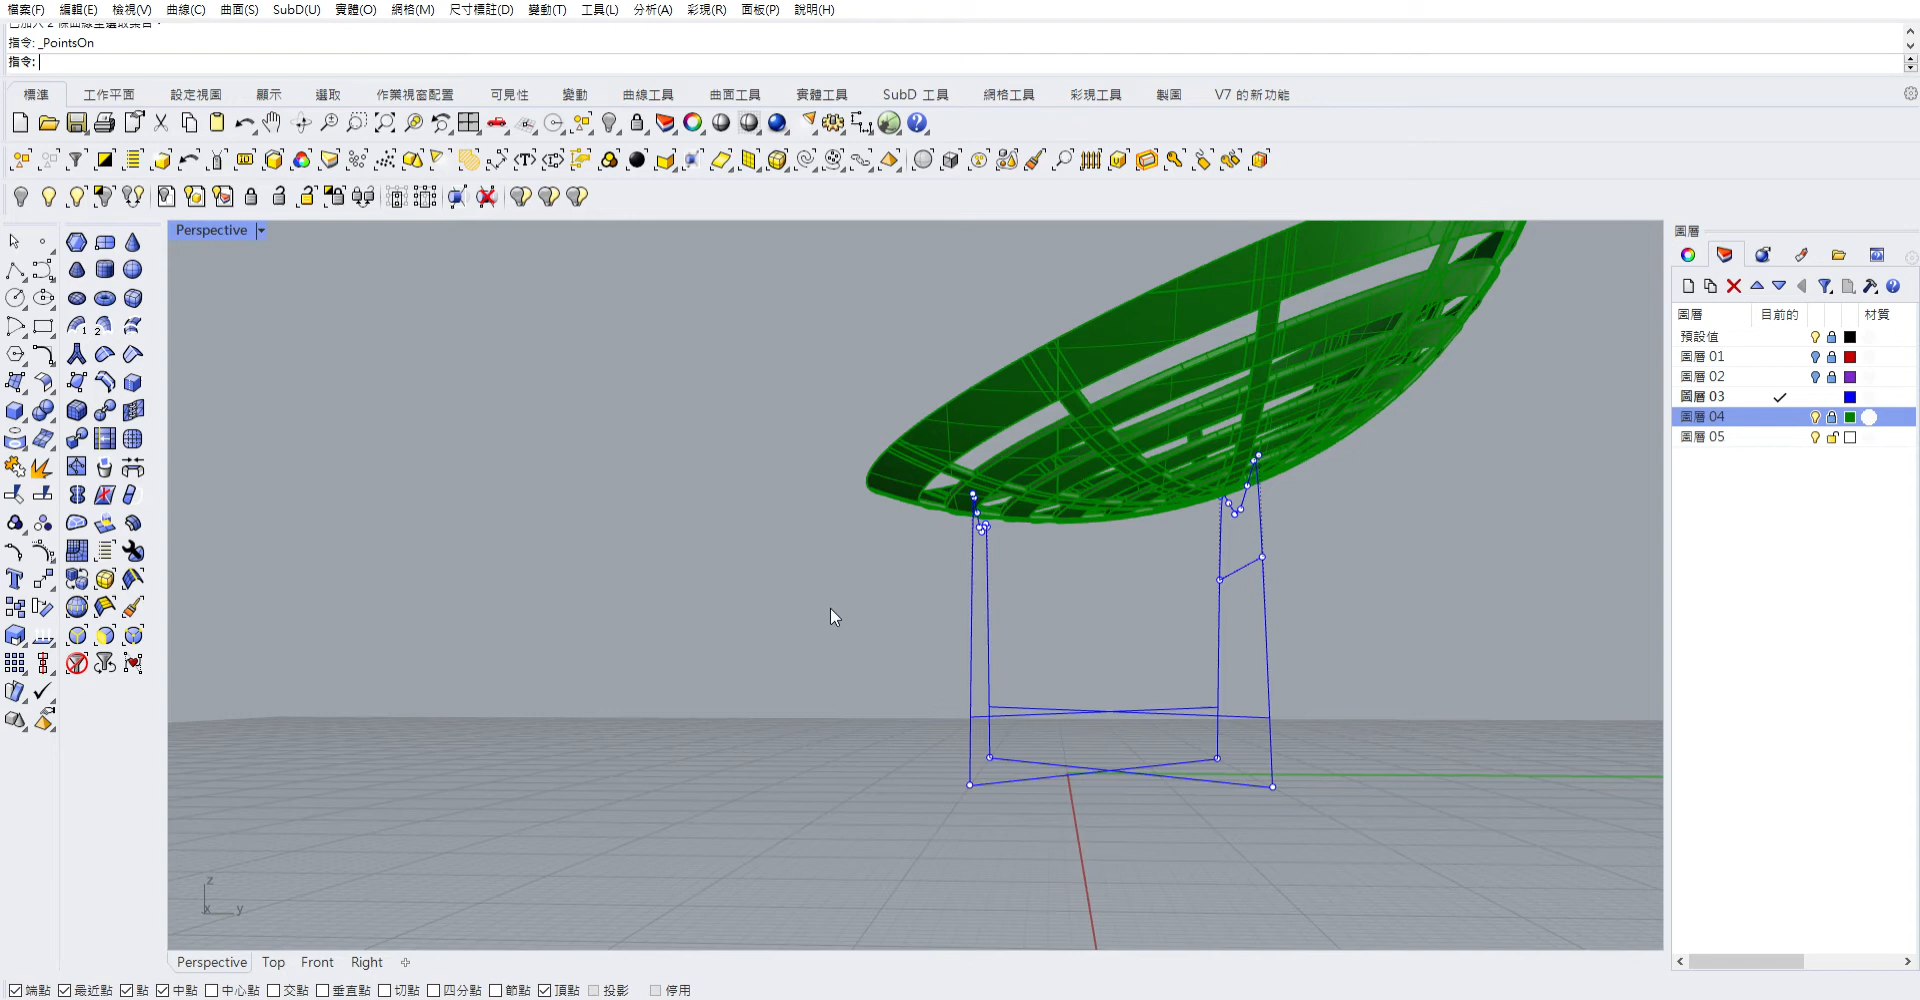 檔案(F) 編輯(E) 檢視(V) 曲線(C) 曲面(S) SubD(U) 實體(O) 網格(M) 尺寸標註(D) 變動(T) 工具(L) 分析(A) 彩現(R) 面板(P) 說明(H)
指令: _PointsOn
指令:
標準 工作平面 設定視圖 顯示 選取 作業視窗配置 可見性 變動 曲線工具 曲面工具 實體工具 SubD 工具 網格工具 彩現工具 製圖 V7 的新功能
Perspective
圖層
圖層 目前的 材質
預設值
圖層 01
圖層 02
圖層 03
圖層 04
圖層 05
z
x y
Perspective Top Front Right
端點 最近點 點 中點 中心點 交點 垂直點 切點 四分點 節點 頂點 投影 停用